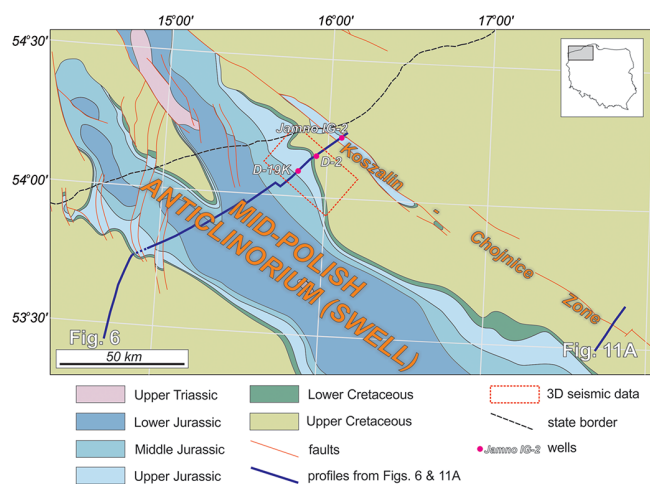 15°00' 16°00' 17°00'
54°30'
54°00'
53°30'
Jamno IG-2
D-2
D-19K
Koszalin - Chojnice Zone
MID-POLISH
ANTICLINORIUM (SWELL)
Fig. 6
Fig. 11A
50 km
Upper Triassic
Lower Jurassic
Middle Jurassic
Upper Jurassic
Lower Cretaceous
Upper Cretaceous
faults
profiles from Figs. 6 & 11A
3D seismic data
state border
Jamno IG-2 wells